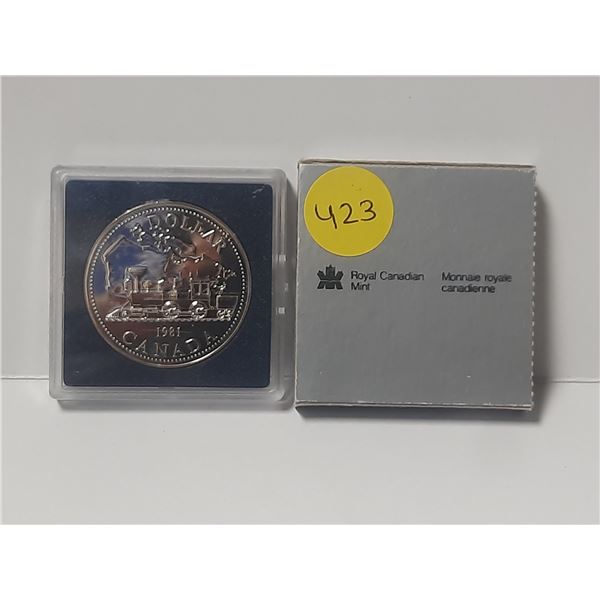 DOLLAR
1981
CANADA
423
Royal Canadian
Mint
Monnaie royale
canadienne